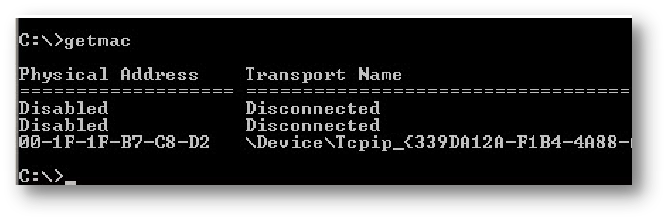 C:\>getmac
Physical Address Transport Name
=================== ==================================
Disabled Disconnected
Disabled Disconnected
00-1F-1F-B7-C8-D2 \Device\Tcpip_{339DA12A-F1B4-4A88-
C:\>_